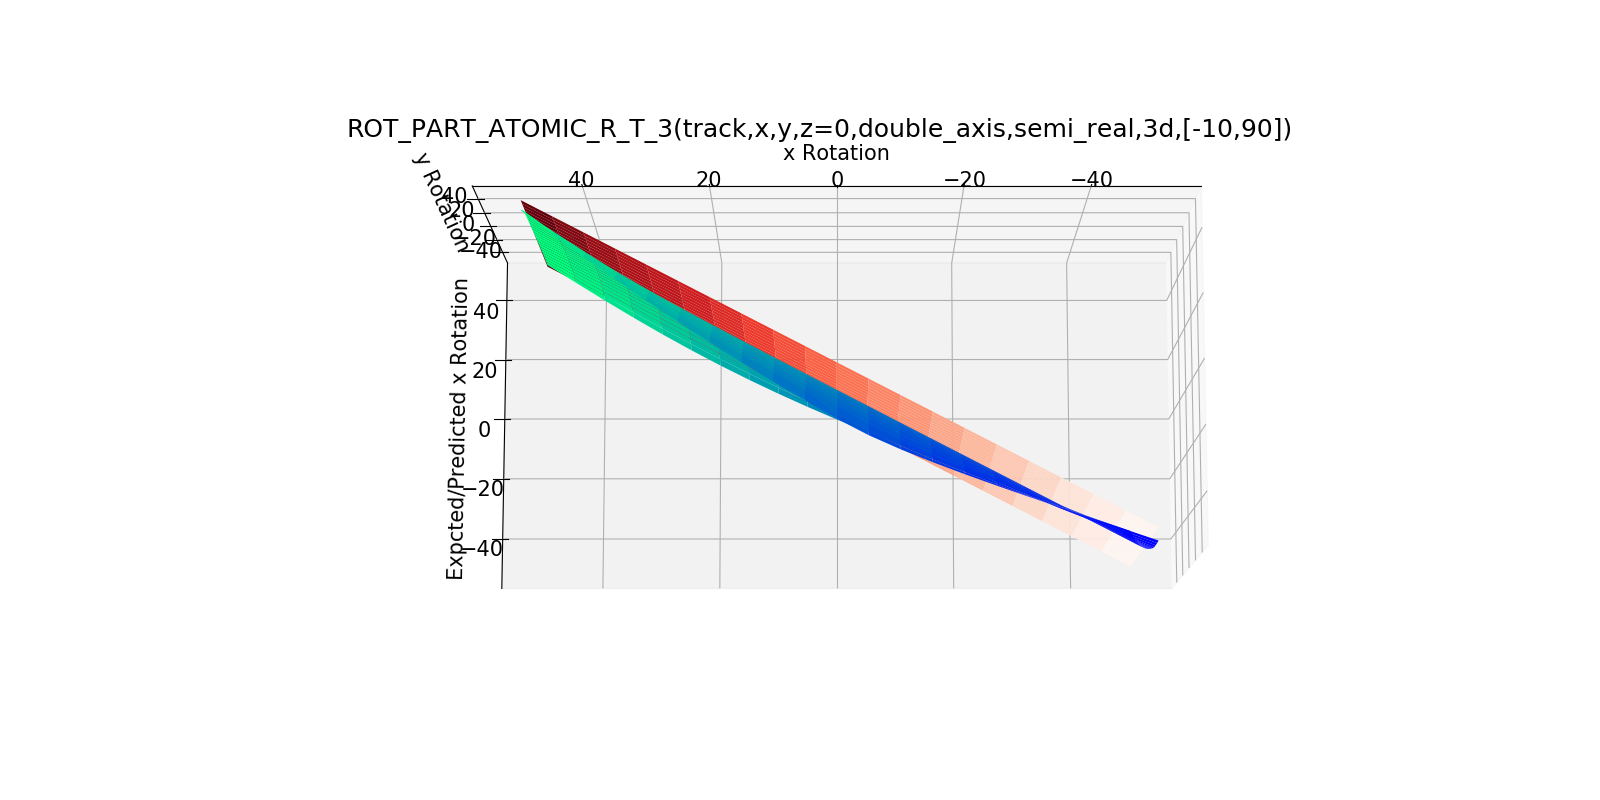 ROT_PART_ATOMIC_R_T_3(track,x,y,z=0,double_axis,semi_real,3d,[-10,90])
x Rotation
40 20 0 −20 −40
y Rotation
40
20
0
−20
−40
Expcted/Predicted x Rotation
40
20
0
−20
−40